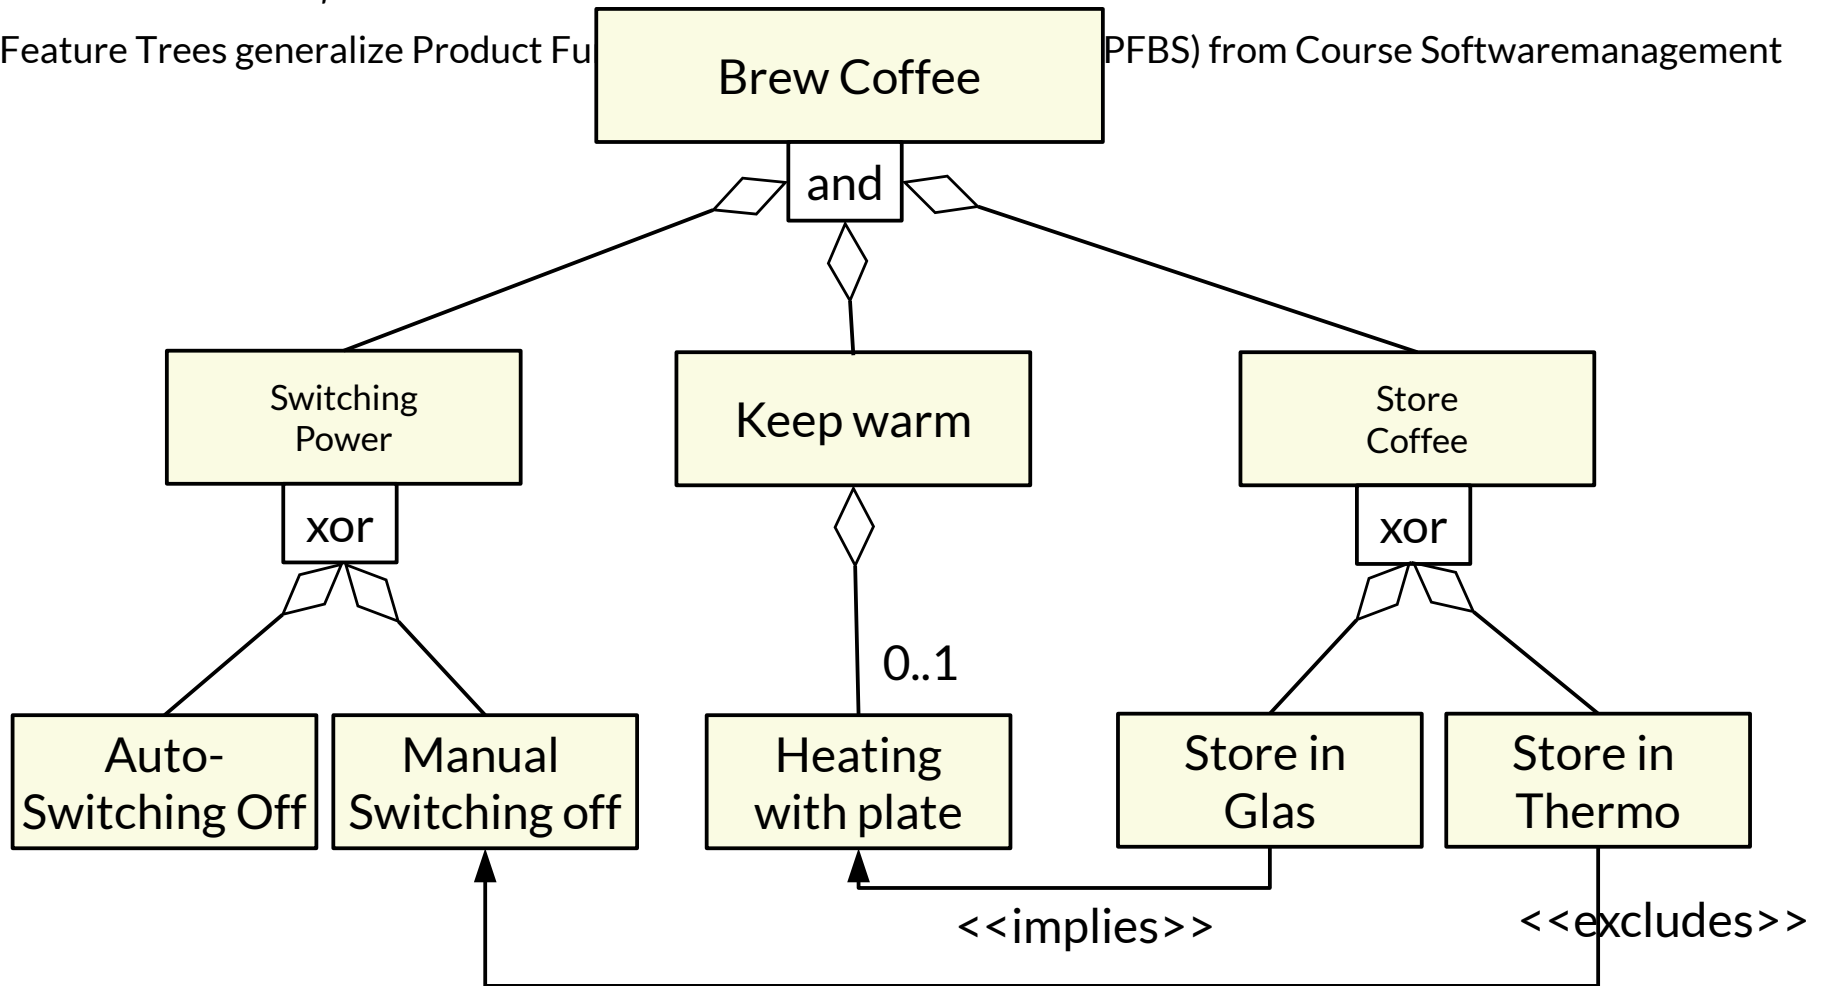 Feature Trees generalize Product Fu
PFBS) from Course Softwaremanagement
Brew Coffee
and
Switching
Power
Keep warm
Store
Coffee
xor
xor
0..1
Auto-
Switching Off
Manual
Switching off
Heating
with plate
Store in
Glas
Store in
Thermo
<<implies>>
<<excludes>>